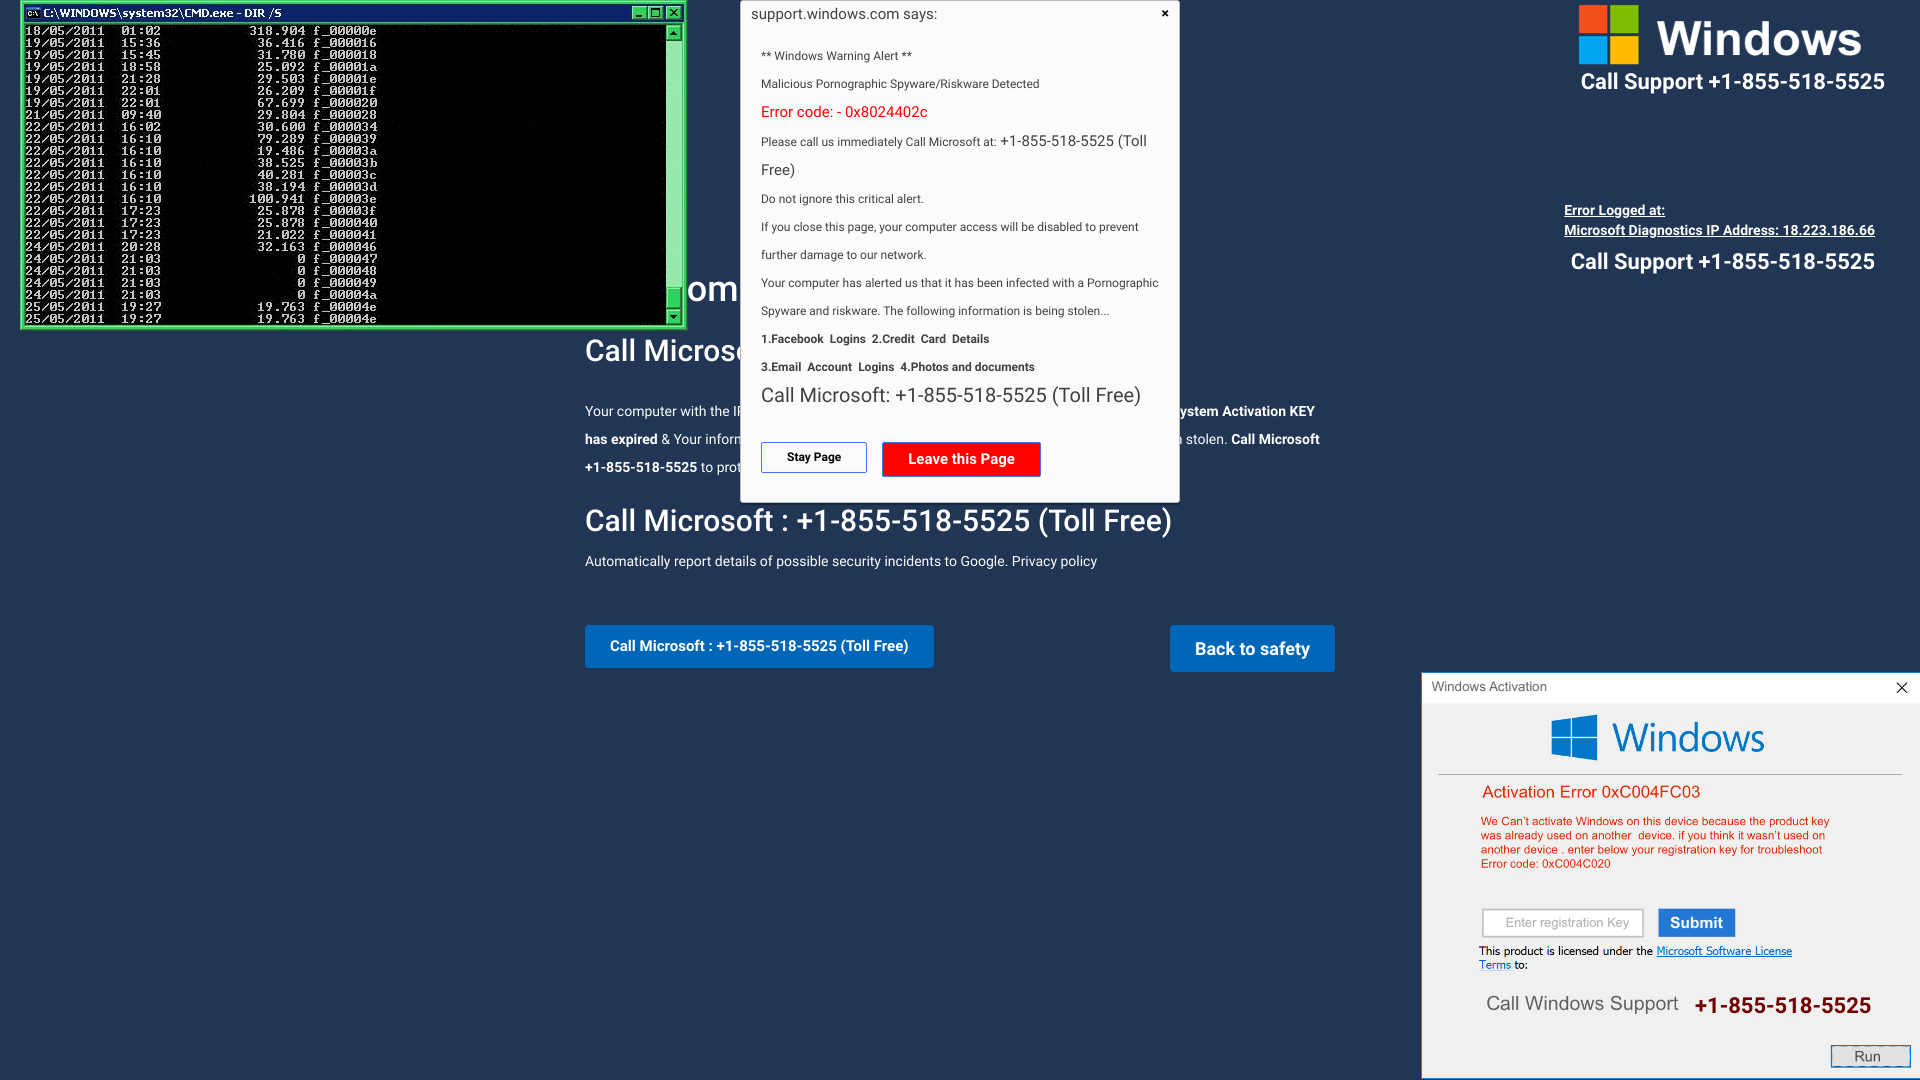 C:\WINDOWS\system32\CMD.exe - DIR /S
18/05/2011 01:02 318.904 f_00000e
19/05/2011 15:36 36.416 f_000016
19/05/2011 15:45 31.780 f_000018
19/05/2011 18:58 25.092 f_00001a
19/05/2011 21:28 29.503 f_00001e
19/05/2011 22:01 26.209 f_00001f
19/05/2011 22:01 67.699 f_000020
21/05/2011 09:40 29.804 f_000028
22/05/2011 16:02 30.600 f_000034
22/05/2011 16:10 79.289 f_000039
22/05/2011 16:10 19.486 f_00003a
22/05/2011 16:10 38.525 f_00003b
22/05/2011 16:10 40.281 f_00003c
22/05/2011 16:10 38.194 f_00003d
22/05/2011 16:10 100.941 f_00003e
22/05/2011 17:23 25.878 f_00003f
22/05/2011 17:23 25.878 f_000040
22/05/2011 17:23 21.022 f_000041
24/05/2011 20:28 32.163 f_000046
24/05/2011 21:03 0 f_000047
24/05/2011 21:03 0 f_000048
24/05/2011 21:03 0 f_000049
24/05/2011 21:03 0 f_00004a
25/05/2011 19:27 19.763 f_00004e
25/05/2011 19:27 19.763 f_00004e
support.windows.com says:
** Windows Warning Alert **
Malicious Pornographic Spyware/Riskware Detected
Error code: - 0x8024402c
Please call us immediately Call Microsoft at: +1-855-518-5525 (Toll
Free)
Do not ignore this critical alert.
If you close this page, your computer access will be disabled to prevent
further damage to our network.
Your computer has alerted us that it has been infected with a Pornographic
Spyware and riskware. The following information is being stolen...
1.Facebook Logins 2.Credit Card Details
3.Email Account Logins 4.Photos and documents
Call Microsoft: +1-855-518-5525 (Toll Free)
Stay Page
Leave this Page
Windows
Call Support +1-855-518-5525
Error Logged at:
Microsoft Diagnostics IP Address: 18.223.186.66
Call Support +1-855-518-5525
om
Call Micros
Your computer with the ystem Activation KEY
has expired & Your stolen. Call Microsoft
+1-855-518-5525 to
Call Microsoft : +1-855-518-5525 (Toll Free)
Automatically report details of possible security incidents to Google. Privacy policy
Call Microsoft : +1-855-518-5525 (Toll Free)
Back to safety
Windows Activation
Windows
Activation Error 0xC004FC03
We Can't activate Windows on this device because the product key
was already used on another device. if you think it wasn't used on
another device . enter below your registration key for troubleshoot
Error code: 0xC004C020
Enter registration Key
Submit
This product is licensed under the Microsoft Software License
Terms to:
Call Windows Support +1-855-518-5525
Run